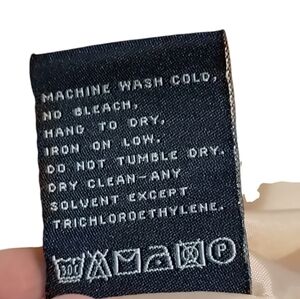 MACHINE WASH COLD,
NO BLEACH,
HANG TO DRY,
IRON ON LOW.
DO NOT TUMBLE DRY.
DRY CLEAN-ANY
SOLVENT EXCEPT
TRICHLOROETHYLENE.
30° P